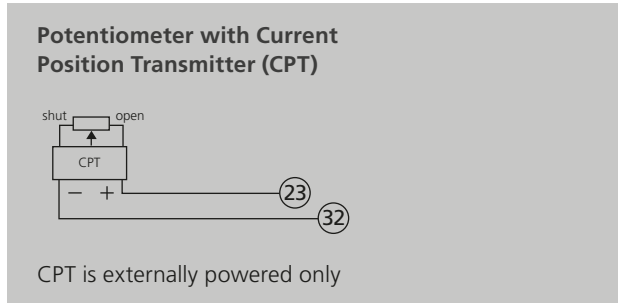 Potentiometer with Current
Position Transmitter (CPT)
shut open
CPT
− +
23
32
CPT is externally powered only